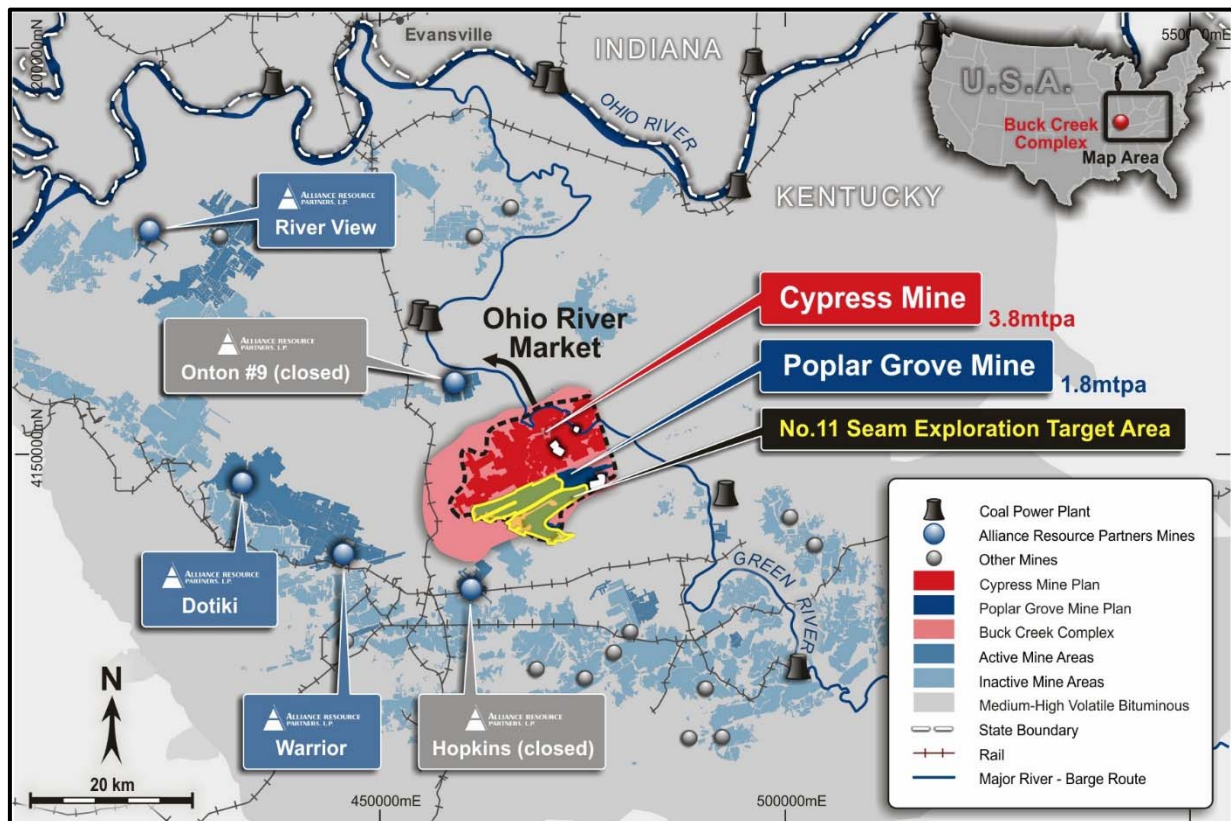 Evansville
INDIANA
OHIO RIVER
KENTUCKY
U.S.A.
Buck Creek
Complex
Map Area
ALLIANCE RESOURCE
PARTNERS, L.P.
River View
ALLIANCE RESOURCE
PARTNERS, L.P.
Onton #9 (closed)
Ohio River
Market
Cypress Mine
3.8mtpa
Poplar Grove Mine
1.8mtpa
No.11 Seam Exploration Target Area
4150000mN
ALLIANCE RESOURCE
PARTNERS, L.P.
Dotiki
ALLIANCE RESOURCE
PARTNERS, L.P.
Warrior
ALLIANCE RESOURCE
PARTNERS, L.P.
Hopkins (closed)
GREEN RIVER
Coal Power Plant
Alliance Resource Partners Mines
Other Mines
Cypress Mine Plan
Poplar Grove Mine Plan
Buck Creek Complex
Active Mine Areas
Inactive Mine Areas
Medium-High Volatile Bituminous
State Boundary
Rail
Major River - Barge Route
N
20 km
450000mE
500000mE